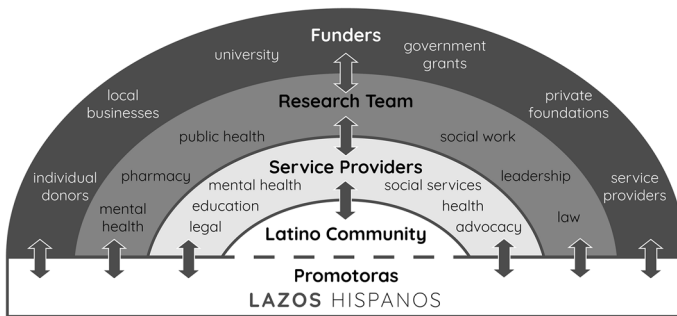 Funders
university
government
grants
local
businesses
private
foundations
individual
donors
service
providers
Research Team
public health
social work
pharmacy
leadership
mental
health
law
Service Providers
mental health
social services
education
health
legal
advocacy
Latino Community
Promotoras
LAZOS HISPANOS